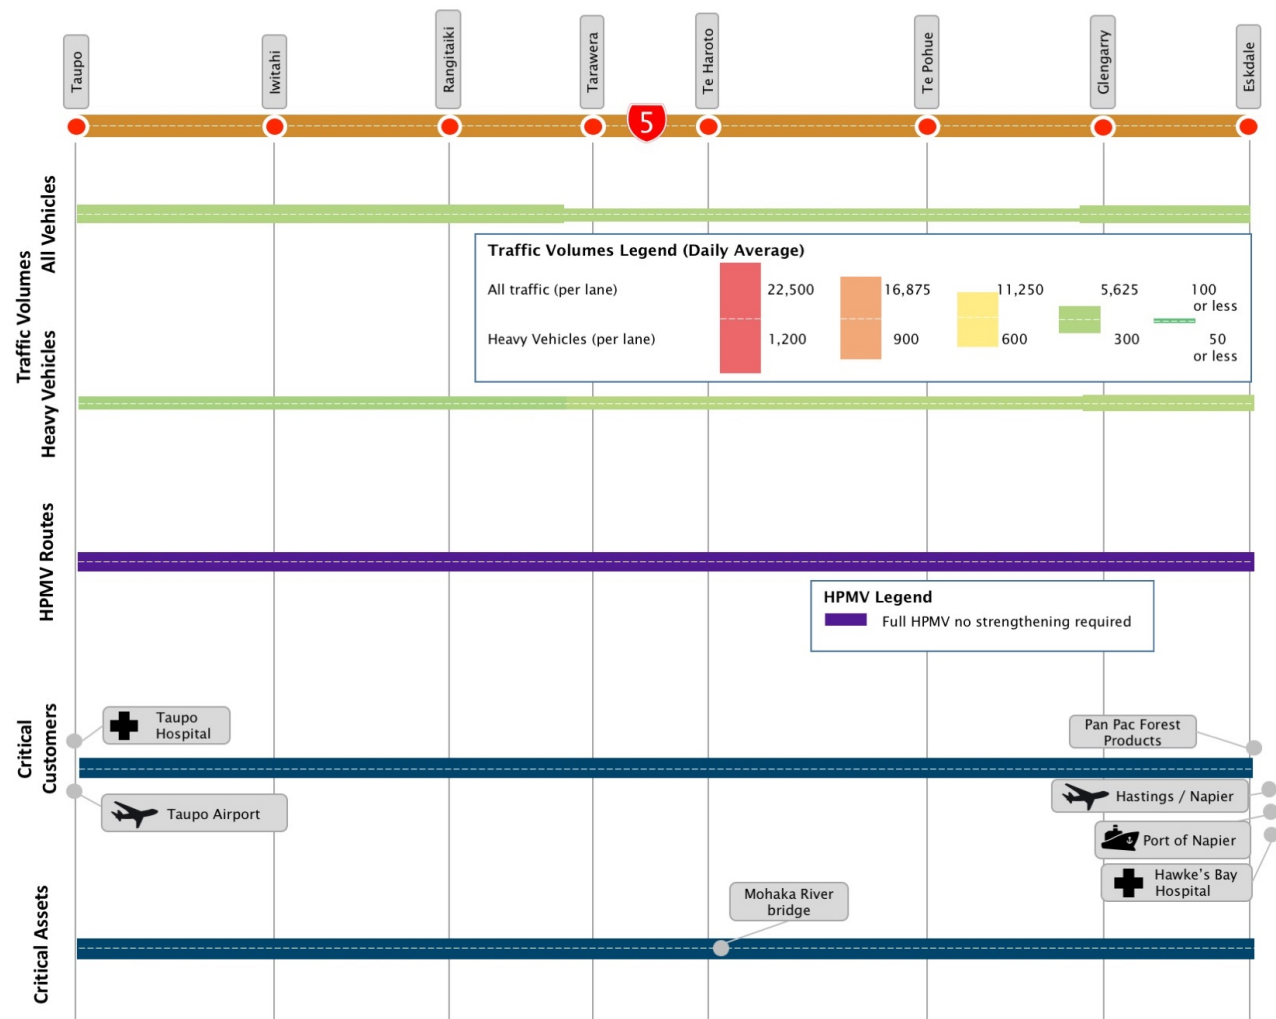 Taupo
Iwitahi
Rangitaiki
Tarawera
Te Haroto
Te Pohue
Glengarry
Eskdale
5
Traffic Volumes
All Vehicles
Heavy Vehicles
Traffic Volumes Legend (Daily Average)
All traffic (per lane)
22,500
16,875
11,250
5,625
100
or less
Heavy Vehicles (per lane)
1,200
900
600
300
50
or less
HPMV Routes
HPMV Legend
Full HPMV no strengthening required
Critical
Customers
Taupo
Hospital
Taupo Airport
Pan Pac Forest
Products
Hastings / Napier
Port of Napier
Hawke's Bay
Hospital
Critical Assets
Mohaka River
bridge